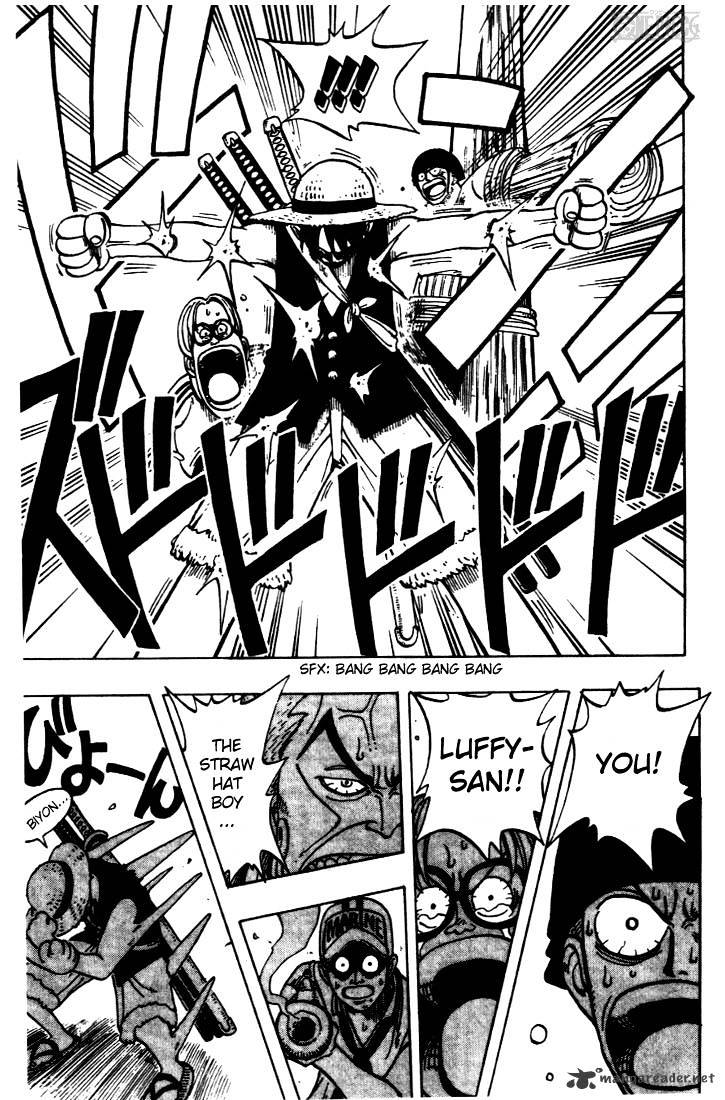 !!!
ズドドドドド
SFX: BANG BANG BANG BANG
YOU!
LUFFY-
SAN!!
THE
STRAW
HAT
BOY
...
MARINE
びよーん
BIYON...
mangareader.net